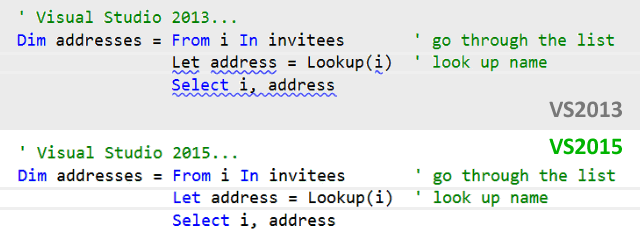 ' Visual Studio 2013...
Dim addresses = From i In invitees ' go through the list
Let address = Lookup(i) ' look up name
Select i, address
VS2013
VS2015
' Visual Studio 2015...
Dim addresses = From i In invitees ' go through the list
Let address = Lookup(i) ' look up name
Select i, address